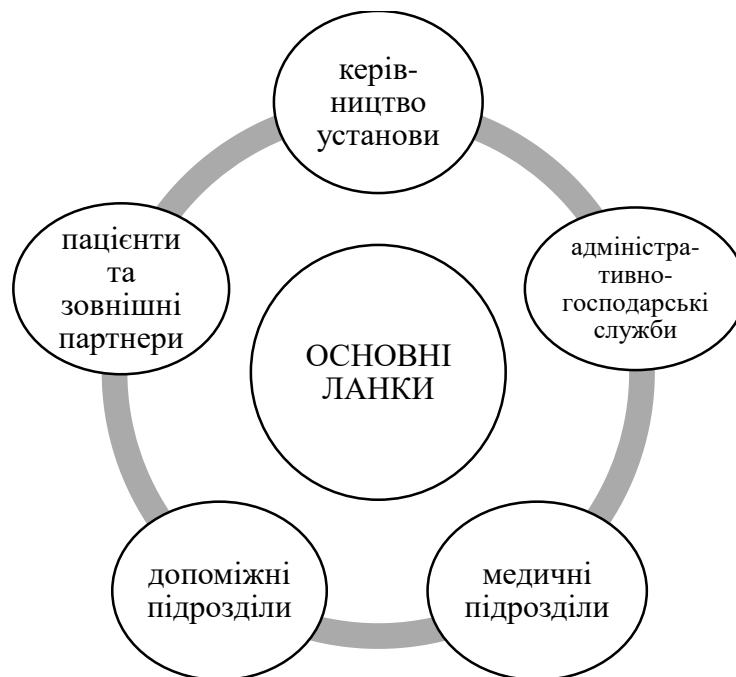 керів-
ництво
установи
пацієнти
та
зовнішні
партнери
адміністра-
тивно-
господарські
служби
ОСНОВНІ
ЛАНКИ
допоміжні
підрозділи
медичні
підрозділи